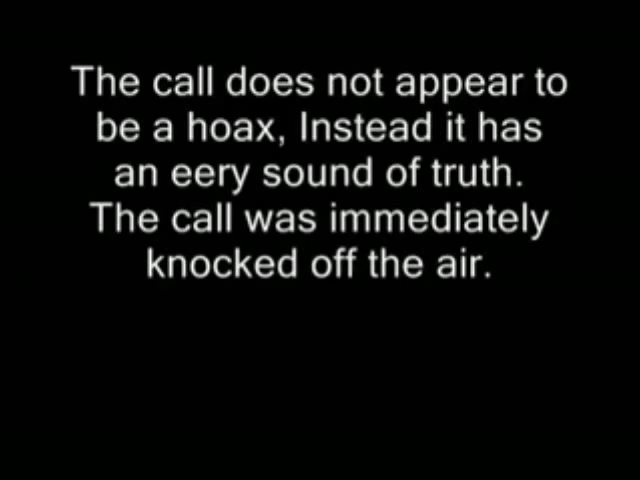 The call does not appear to
be a hoax, Instead it has
an eery sound of truth.
The call was immediately
knocked off the air.